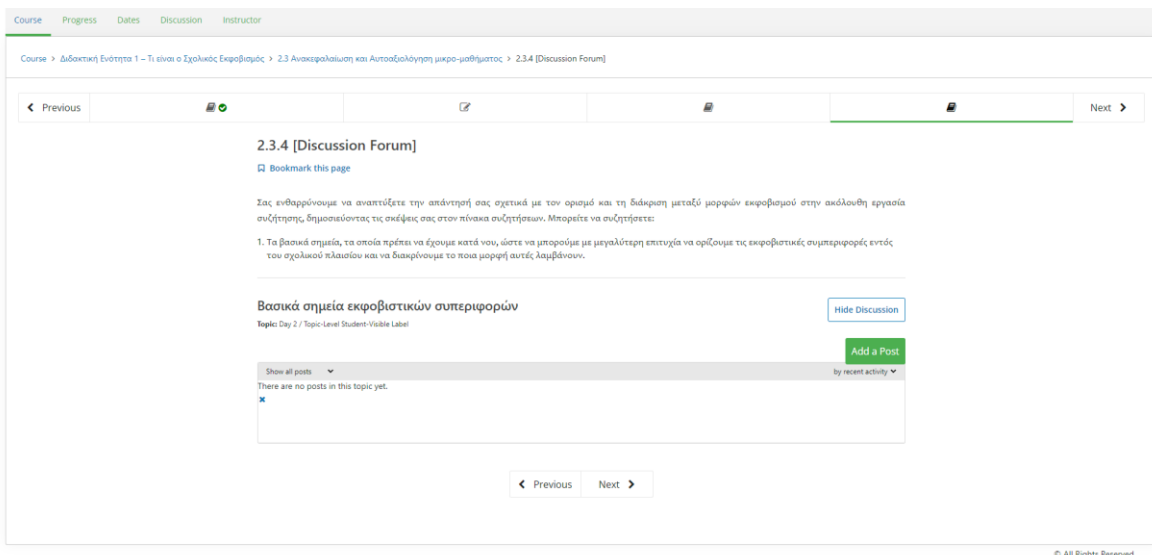 Course Progress Dates Discussion Instructor
Course > Διδακτική Ενότητα 1 – Τι είναι ο Σχολικός Εκφοβισμός > 2.3 Ανακεφαλαίωση και Αυτοαξιολόγηση μικρο-μαθήματος > 2.3.4 [Discussion Forum]
Previous Next
2.3.4 [Discussion Forum]
Bookmark this page
Σας ενθαρρύνουμε να αναπτύξετε την απάντησή σας σχετικά με τον ορισμό και τη διάκριση μεταξύ μορφών εκφοβισμού στην ακόλουθη εργασία
συζήτησης, δημοσιεύοντας τις σκέψεις σας στον πίνακα συζητήσεων. Μπορείτε να συζητήσετε:
1. Τα βασικά σημεία, τα οποία πρέπει να έχουμε κατά νου, ώστε να μπορούμε με μεγαλύτερη επιτυχία να ορίζουμε τις εκφοβιστικές συμπεριφορές εντός
του σχολικού πλαισίου και να διακρίνουμε το ποια μορφή αυτές λαμβάνουν.
Βασικά σημεία εκφοβιστικών συπεριφορών
Hide Discussion
Topic: Day 2 / Topic-Level Student-Visible Label
Add a Post
Show all posts by recent activity
There are no posts in this topic yet.
Previous Next
© All Rights Reserved